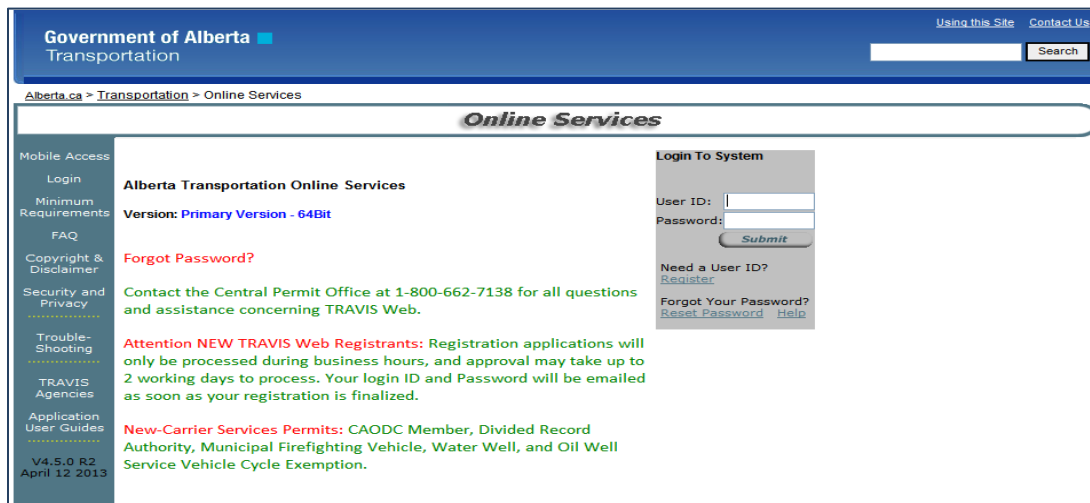 Using this Site Contact Us
Government of Alberta
Transportation
Search
Alberta.ca > Transportation > Online Services
Online Services
Mobile Access
Login
Minimum
Requirements
FAQ
Copyright &
Disclaimer
Security and
Privacy
Trouble-
Shooting
TRAVIS
Agencies
Application
User Guides
V4.5.0 R2
April 12 2013
Alberta Transportation Online Services
Version: Primary Version - 64Bit
Forgot Password?
Contact the Central Permit Office at 1-800-662-7138 for all questions
and assistance concerning TRAVIS Web.
Attention NEW TRAVIS Web Registrants: Registration applications will
only be processed during business hours, and approval may take up to
2 working days to process. Your login ID and Password will be emailed
as soon as your registration is finalized.
New-Carrier Services Permits: CAODC Member, Divided Record
Authority, Municipal Firefighting Vehicle, Water Well, and Oil Well
Service Vehicle Cycle Exemption.
Login To System
User ID:
Password:
Submit
Need a User ID?
Register
Forgot Your Password?
Reset Password Help